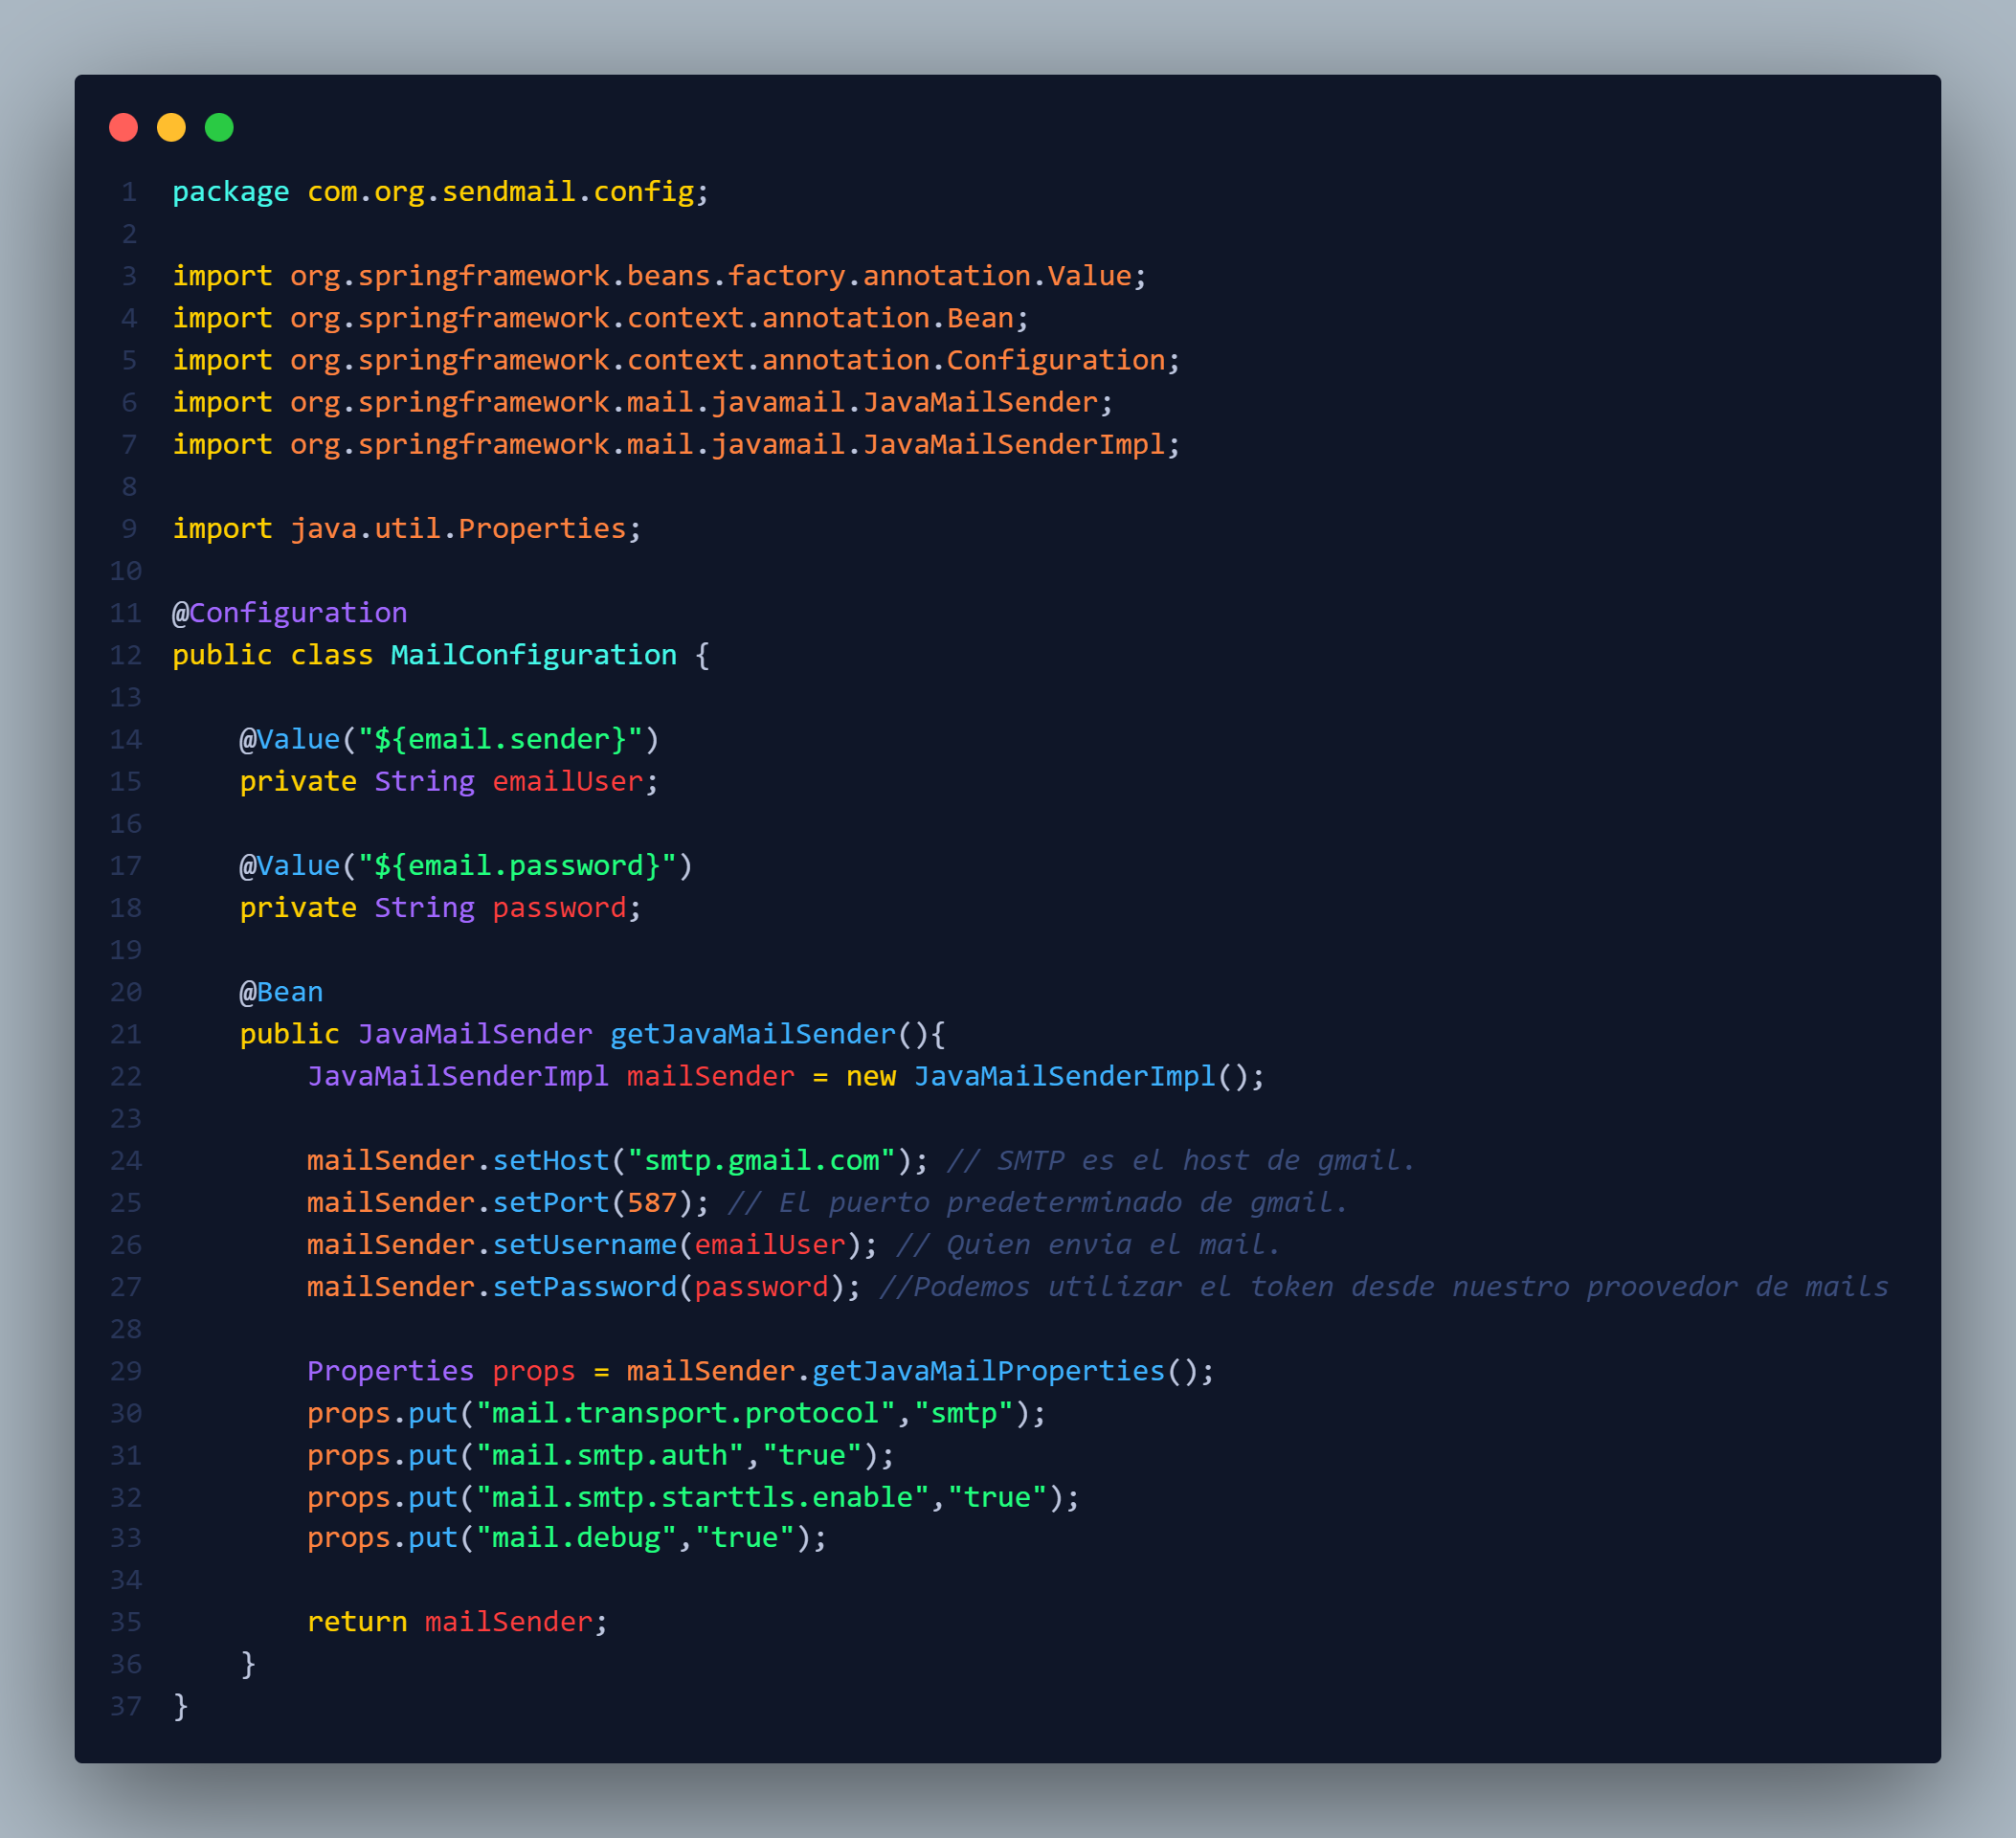 1 package com.org.sendmail.config;
2
3 import org.springframework.beans.factory.annotation.Value;
4 import org.springframework.context.annotation.Bean;
5 import org.springframework.context.annotation.Configuration;
6 import org.springframework.mail.javamail.JavaMailSender;
7 import org.springframework.mail.javamail.JavaMailSenderImpl;
8
9 import java.util.Properties;
10
11 @Configuration
12 public class MailConfiguration {
13
14     @Value("${email.sender}")
15     private String emailUser;
16
17     @Value("${email.password}")
18     private String password;
19
20     @Bean
21     public JavaMailSender getJavaMailSender(){
22         JavaMailSenderImpl mailSender = new JavaMailSenderImpl();
23
24         mailSender.setHost("smtp.gmail.com"); // SMTP es el host de gmail.
25         mailSender.setPort(587); // El puerto predeterminado de gmail.
26         mailSender.setUsername(emailUser); // Quien envia el mail.
27         mailSender.setPassword(password); //Podemos utilizar el token desde nuestro proovedor de mails
28
29         Properties props = mailSender.getJavaMailProperties();
30         props.put("mail.transport.protocol","smtp");
31         props.put("mail.smtp.auth","true");
32         props.put("mail.smtp.starttls.enable","true");
33         props.put("mail.debug","true");
34
35         return mailSender;
36     }
37 }